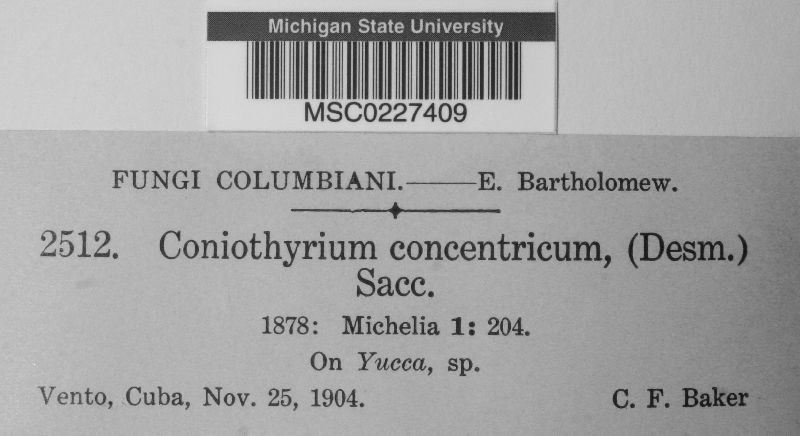 Michigan State University
MSC0227409
FUNGI COLUMBIANI.——E. Bartholomew.
2512. Coniothyrium concentricum, (Desm.)
Sacc.
1878: Michelia 1: 204.
On Yucca, sp.
Vento, Cuba, Nov. 25, 1904. C. F. Baker